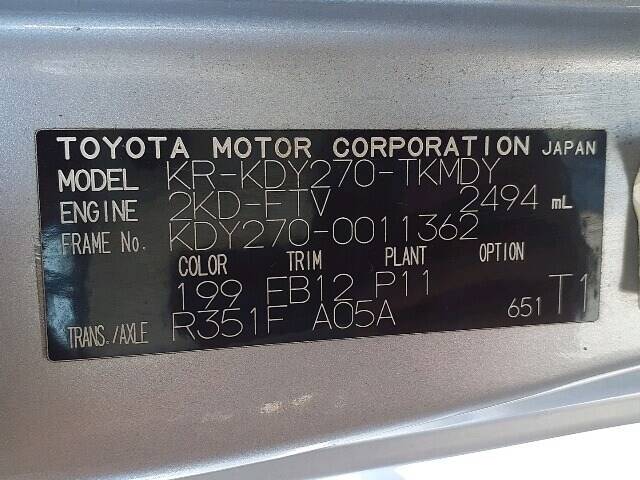 TOYOTA MOTOR CORPORATION JAPAN
MODEL KR-KDY270-TKMDY
ENGINE 2KD-FTV 2494 mL
FRAME No. KDY270-0011362
COLOR TRIM PLANT OPTION
199 FB12 P11
TRANS./AXLE R351F A05A 651 T1